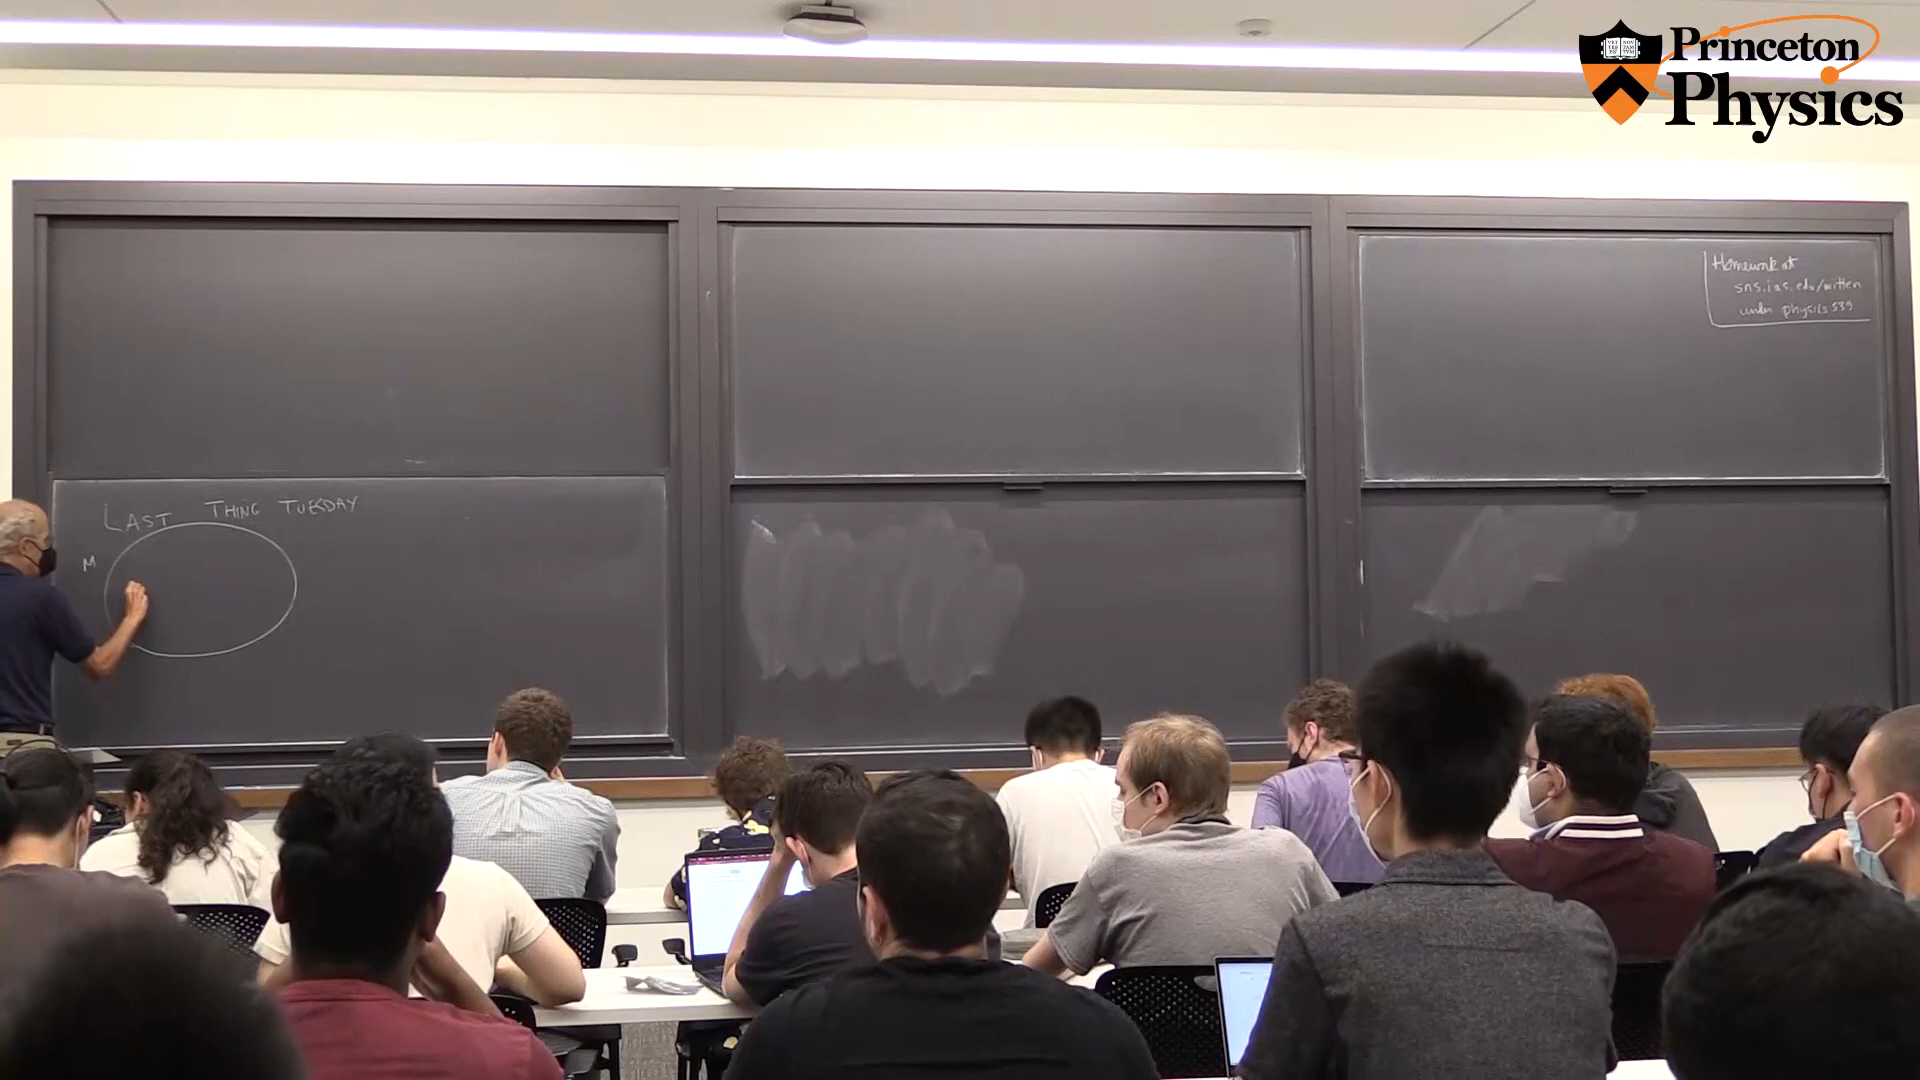 Princeton
Physics
Homework at
sns.ias.edu/witten
under physics 539
LAST THING TUESDAY
M